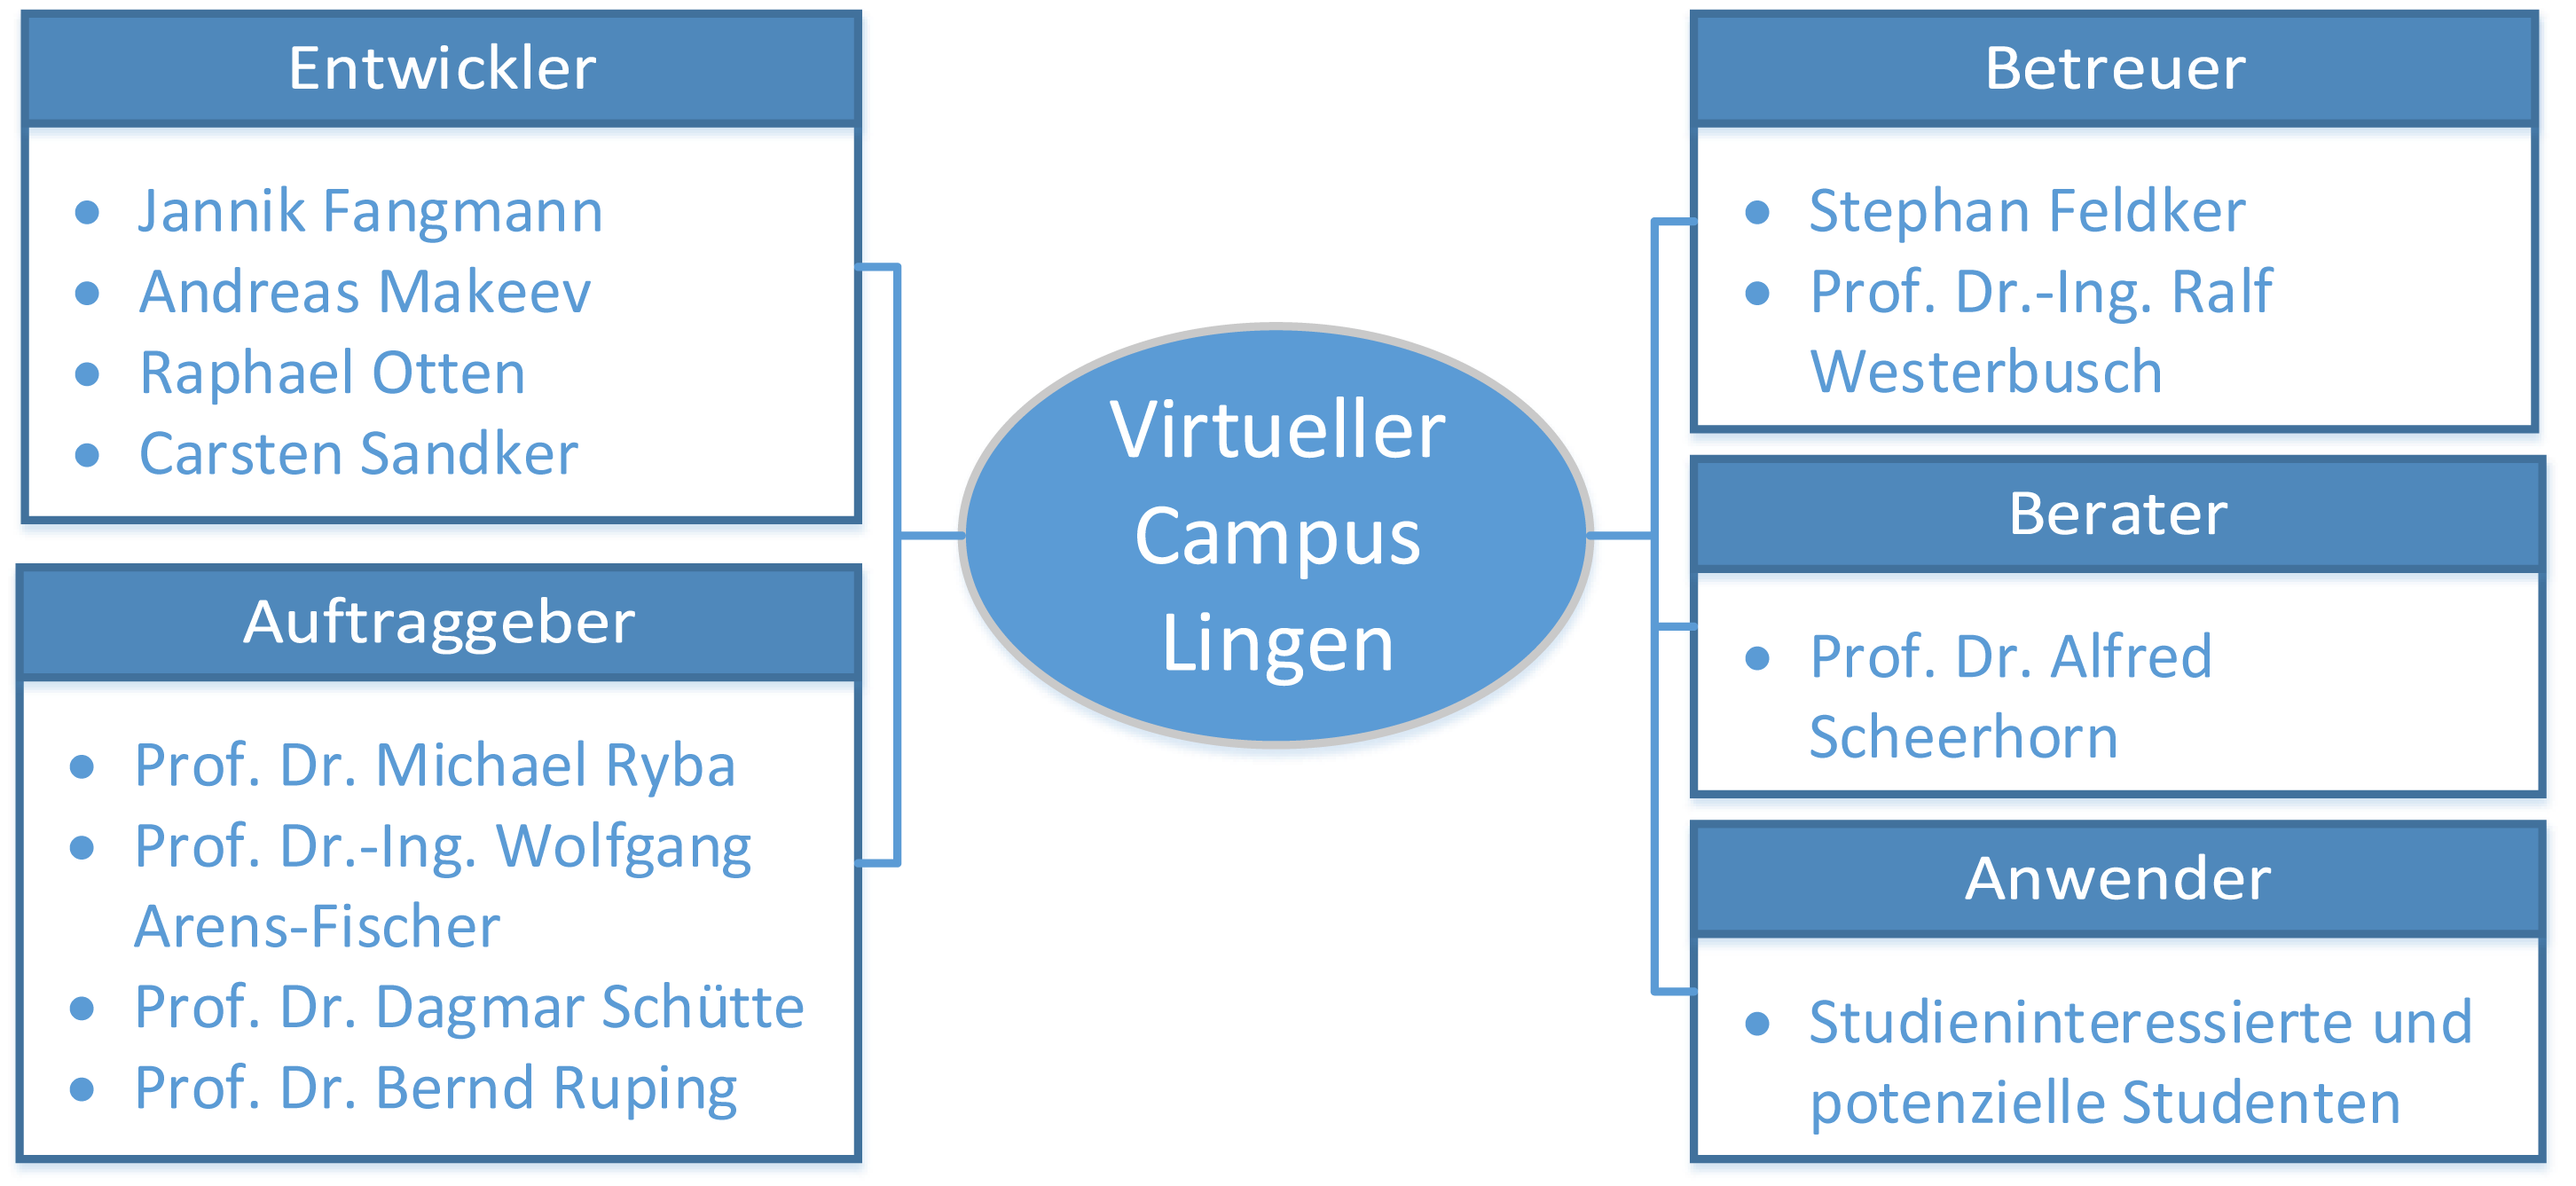 Entwickler
• Jannik Fangmann
• Andreas Makeev
• Raphael Otten
• Carsten Sandker
Auftraggeber
• Prof. Dr. Michael Ryba
• Prof. Dr.-Ing. Wolfgang
Arens-Fischer
• Prof. Dr. Dagmar Schütte
• Prof. Dr. Bernd Ruping
Virtueller
Campus
Lingen
Betreuer
• Stephan Feldker
• Prof. Dr.-Ing. Ralf
Westerbusch
Berater
• Prof. Dr. Alfred
Scheerhorn
Anwender
• Studieninteressierte und
potenzielle Studenten